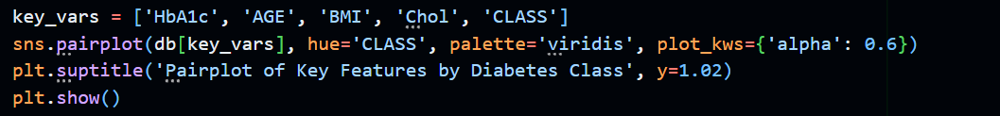 key_vars = ['HbA1c', 'AGE', 'BMI', 'Chol', 'CLASS']
sns.pairplot(db[key_vars], hue='CLASS', palette='viridis', plot_kws={'alpha': 0.6})
plt.suptitle('Pairplot of Key Features by Diabetes Class', y=1.02)
plt.show()